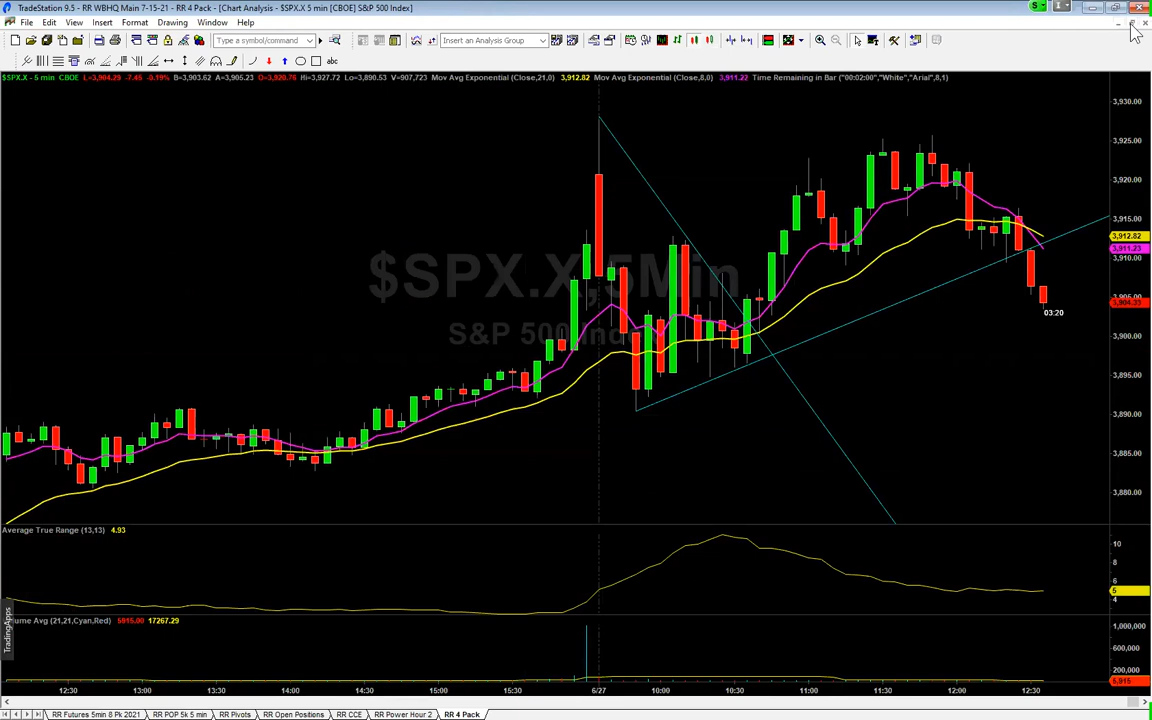 TradeStation 9.5 - RR WBHQ Main 7-15-21 - RR 4 Pack - [Chart Analysis - $SPX.X 5 min [CBOE] S&P 500 Index]
File Edit View Insert Format Drawing Window Help
Type a symbol/command
Insert an Analysis Group
abc
$SPX.X - 5 min CBOE L=3,904.29 -7.45 -0.19% B=3,903.62 A=3,905.23 O=3,920.76 Hi=3,927.72 Lo=3,890.53 V=907,723 Mov Avg Exponential (Close,21,0) 3,912.82 Mov Avg Exponential (Close,8,0) 3,911.22 Time Remaining in Bar ("00:02:00","White","Arial",8,1)
3,930.00
3,925.00
3,920.00
3,915.00
3,912.82
3,911.23
3,910.00
$SPX.X,5Min
S&P 500 Index
03:20
3,900.00
3,895.00
3,890.00
3,885.00
3,880.00
Average True Range (13,13) 4.93
10
8
6
5
4
TradingApps
Volume Avg (21,21,Cyan,Red) 5915.00 17267.29
1,000,000
600,000
200,000
5,915
12:30 13:00 13:30 14:00 14:30 15:00 15:30 6/27 10:00 10:30 11:00 11:30 12:00 12:30
RR Futures 5min 8 Pk 2021 RR POP 5k 5 min RR Pivots RR Open Positions RR CCE RR Power Hour 2 RR 4 Pack